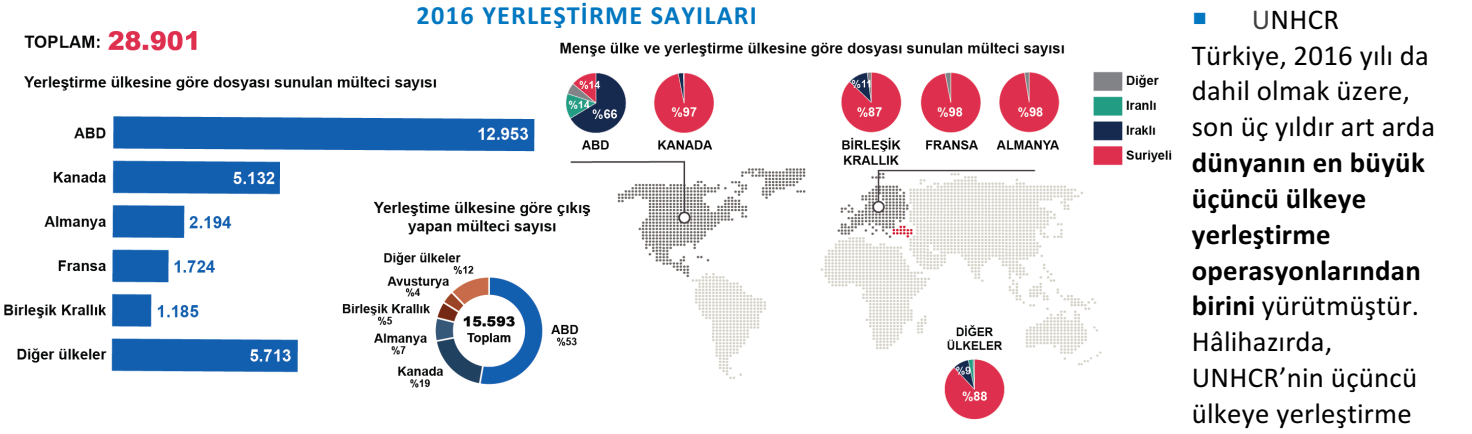 2016 YERLEŞTİRME SAYILARI
TOPLAM: 28.901
Yerleştirme ülkesine göre dosyası sunulan mülteci sayısı
ABD 12.953
Kanada 5.132
Almanya 2.194
Fransa 1.724
Birleşik Krallık 1.185
Diğer ülkeler 5.713
Yerleştime ülkesine göre çıkış
yapan mülteci sayısı
Diğer ülkeler
%12
Avusturya
%4
Birleşik Krallık
%5
Almanya
%7
Kanada
%19
ABD
%53
15.593
Toplam
Menşe ülke ve yerleştirme ülkesine göre dosyası sunulan mülteci sayısı
%14
%14
%66
ABD
%97
KANADA
%11
%87
BİRLEŞİK
KRALLIK
%98
FRANSA
%98
ALMANYA
Diğer
Iranlı
Iraklı
Suriyeli
DİĞER
ÜLKELER
%9
%88
▪ UNHCR
Türkiye, 2016 yılı da
dahil olmak üzere,
son üç yıldır art arda
dünyanın en büyük
üçüncü ülkeye
yerleştirme
operasyonlarından
birini yürütmüştür.
Hâlihazırda,
UNHCR’nin üçüncü
ülkeye yerleştirme